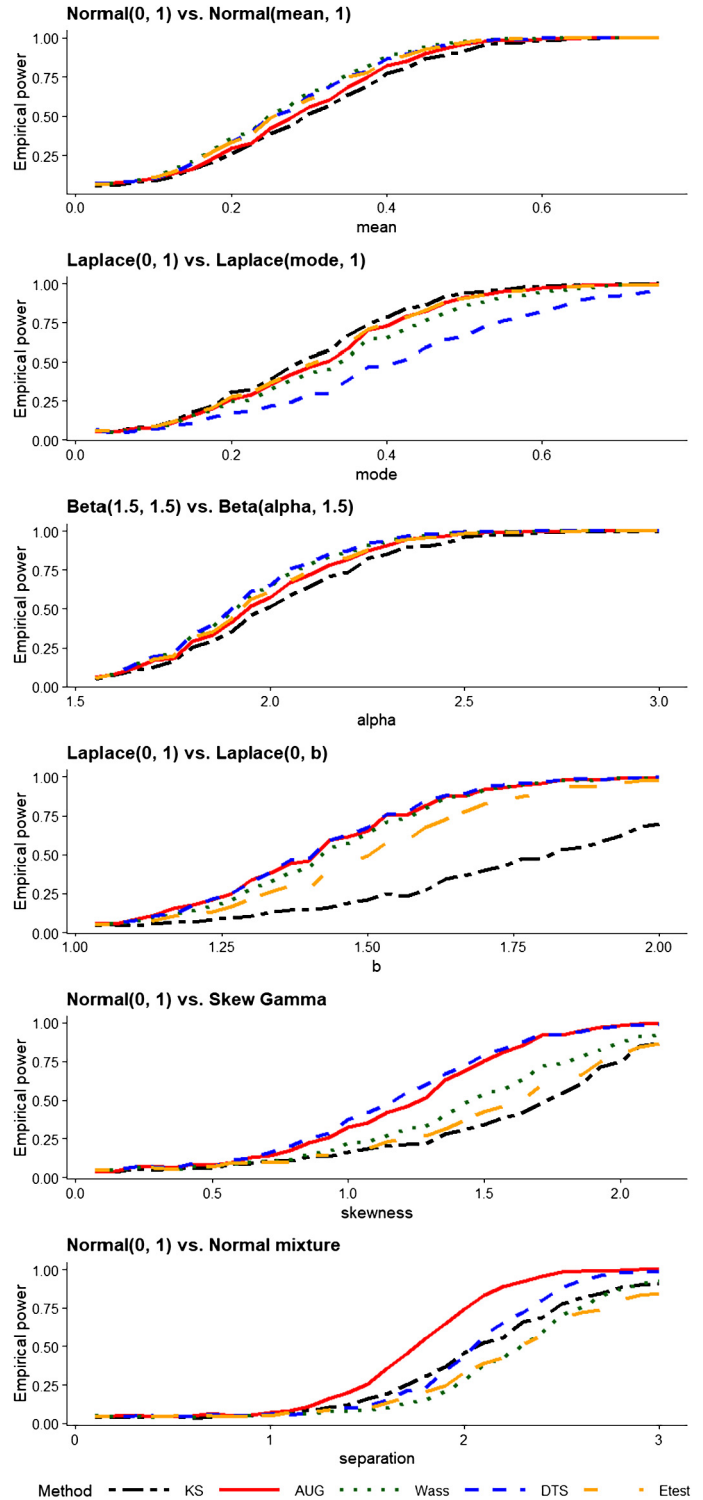 Normal(0, 1) vs. Normal(mean, 1)
Empirical power
1.00
0.75
0.50
0.25
0.0 0.2 0.4 0.6
mean
Laplace(0, 1) vs. Laplace(mode, 1)
Empirical power
1.00
0.75
0.50
0.25
0.00
0.0 0.2 0.4 0.6
mode
Beta(1.5, 1.5) vs. Beta(alpha, 1.5)
Empirical power
1.00
0.75
0.50
0.25
0.00
1.5 2.0 2.5 3.0
alpha
Laplace(0, 1) vs. Laplace(0, b)
Empirical power
1.00
0.75
0.50
0.25
0.00
1.00 1.25 1.50 1.75 2.00
b
Normal(0, 1) vs. Skew Gamma
Empirical power
1.00
0.75
0.50
0.25
0.00
0.0 0.5 1.0 1.5 2.0
skewness
Normal(0, 1) vs. Normal mixture
Empirical power
1.00
0.75
0.50
0.25
0.00
0 1 2 3
separation
Method KS AUG Wass DTS Etest